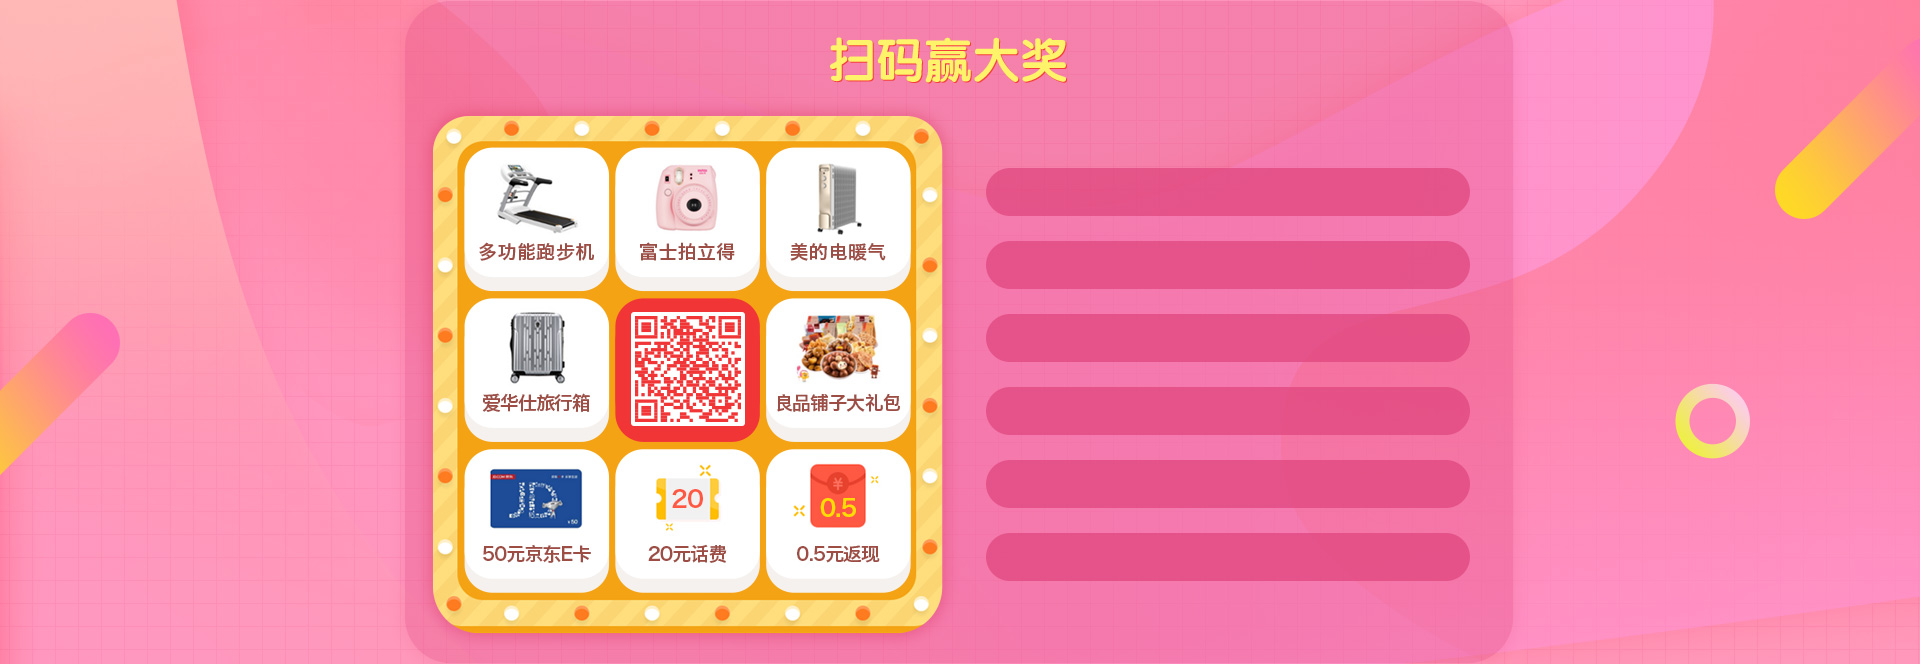 扫码赢大奖
多功能跑步机
富士拍立得
美的电暖气
爱华仕旅行箱
良品铺子大礼包
JD
¥50
20
¥
0.5
50元京东E卡
20元话费
0.5元返现